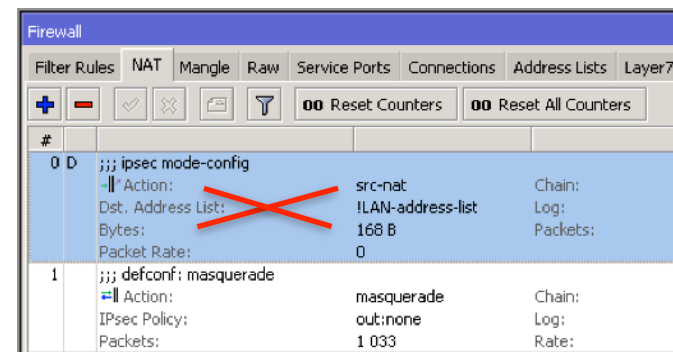 Firewall
Filter Rules NAT Mangle Raw Service Ports Connections Address Lists Layer7
00 Reset Counters 00 Reset All Counters
#
0 D ;;; ipsec mode-config
Action: src-nat Chain:
Dst. Address List: !LAN-address-list Log:
Bytes: 168 B Packets:
Packet Rate: 0
1 ;;; defconf: masquerade
Action: masquerade Chain:
IPsec Policy: out:none Log:
Packets: 1 033 Rate: